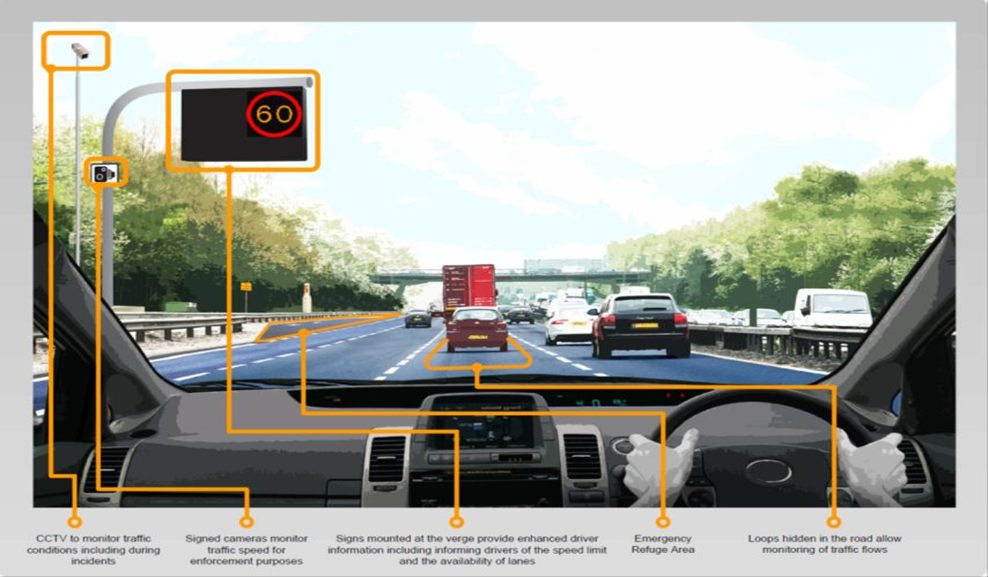 60
CCTV to monitor traffic
conditions including during
incidents
Signed cameras monitor
traffic speed for
enforcement purposes
Signs mounted at the verge provide enhanced driver
information including informing drivers of the speed limit
and the availability of lanes
Emergency
Refuge Area
Loops hidden in the road allow
monitoring of traffic flows